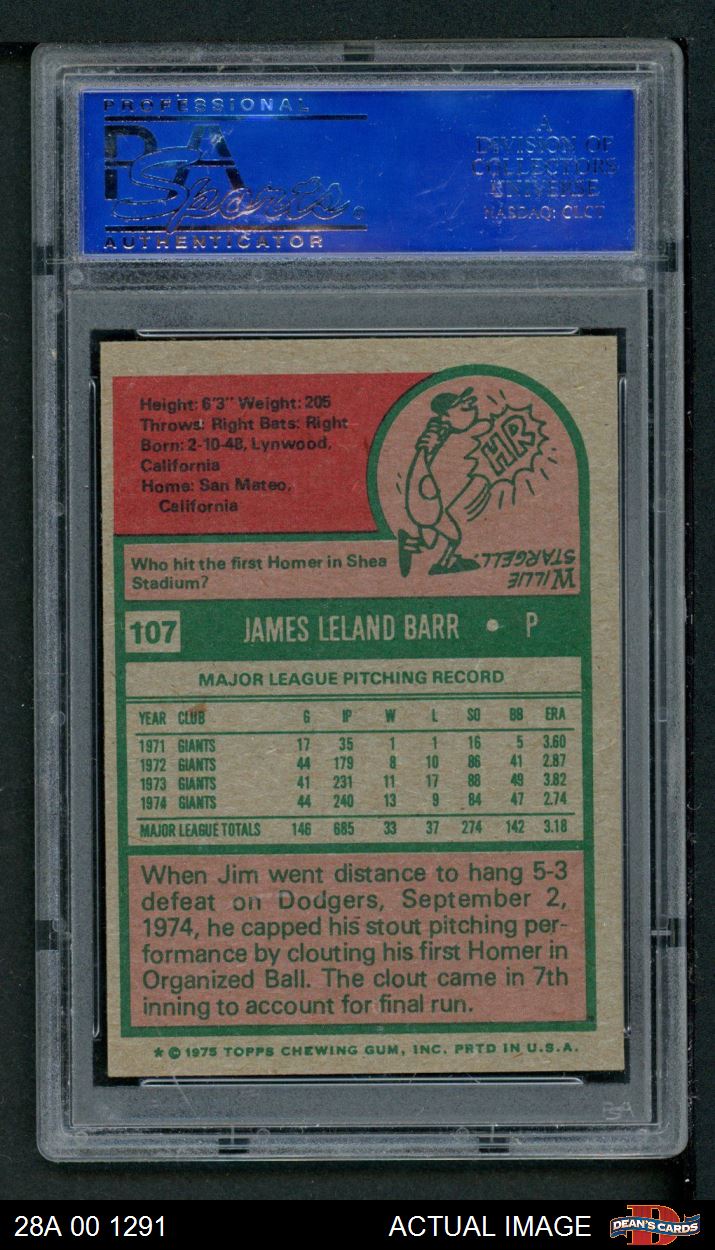 PROFESSIONAL
PSA
Sports
AUTHENTICATOR
A
DIVISION OF
COLLECTORS
UNIVERSE
NASDAQ: CLCT
Height: 6'3" Weight: 205
Throws: Right Bats: Right
Born: 2-10-48, Lynwood,
California
Home: San Mateo,
California
HR
Who hit the first Homer in Shea
Stadium?
WILLIE
STARGELL
107 JAMES LELAND BARR • P
MAJOR LEAGUE PITCHING RECORD
YEAR CLUB G IP W L SO BB ERA
1971 GIANTS 17 35 1 1 16 5 3.60
1972 GIANTS 44 179 8 10 86 41 2.87
1973 GIANTS 41 231 11 17 88 49 3.82
1974 GIANTS 44 240 13 9 84 47 2.74
MAJOR LEAGUE TOTALS 146 685 33 37 274 142 3.18
When Jim went distance to hang 5-3
defeat on Dodgers, September 2,
1974, he capped his stout pitching per-
formance by clouting his first Homer in
Organized Ball. The clout came in 7th
inning to account for final run.
* © 1975 TOPPS CHEWING GUM, INC. PRTD IN U.S.A.
PSA
28A 00 1291 ACTUAL IMAGE DEAN'S CARDS